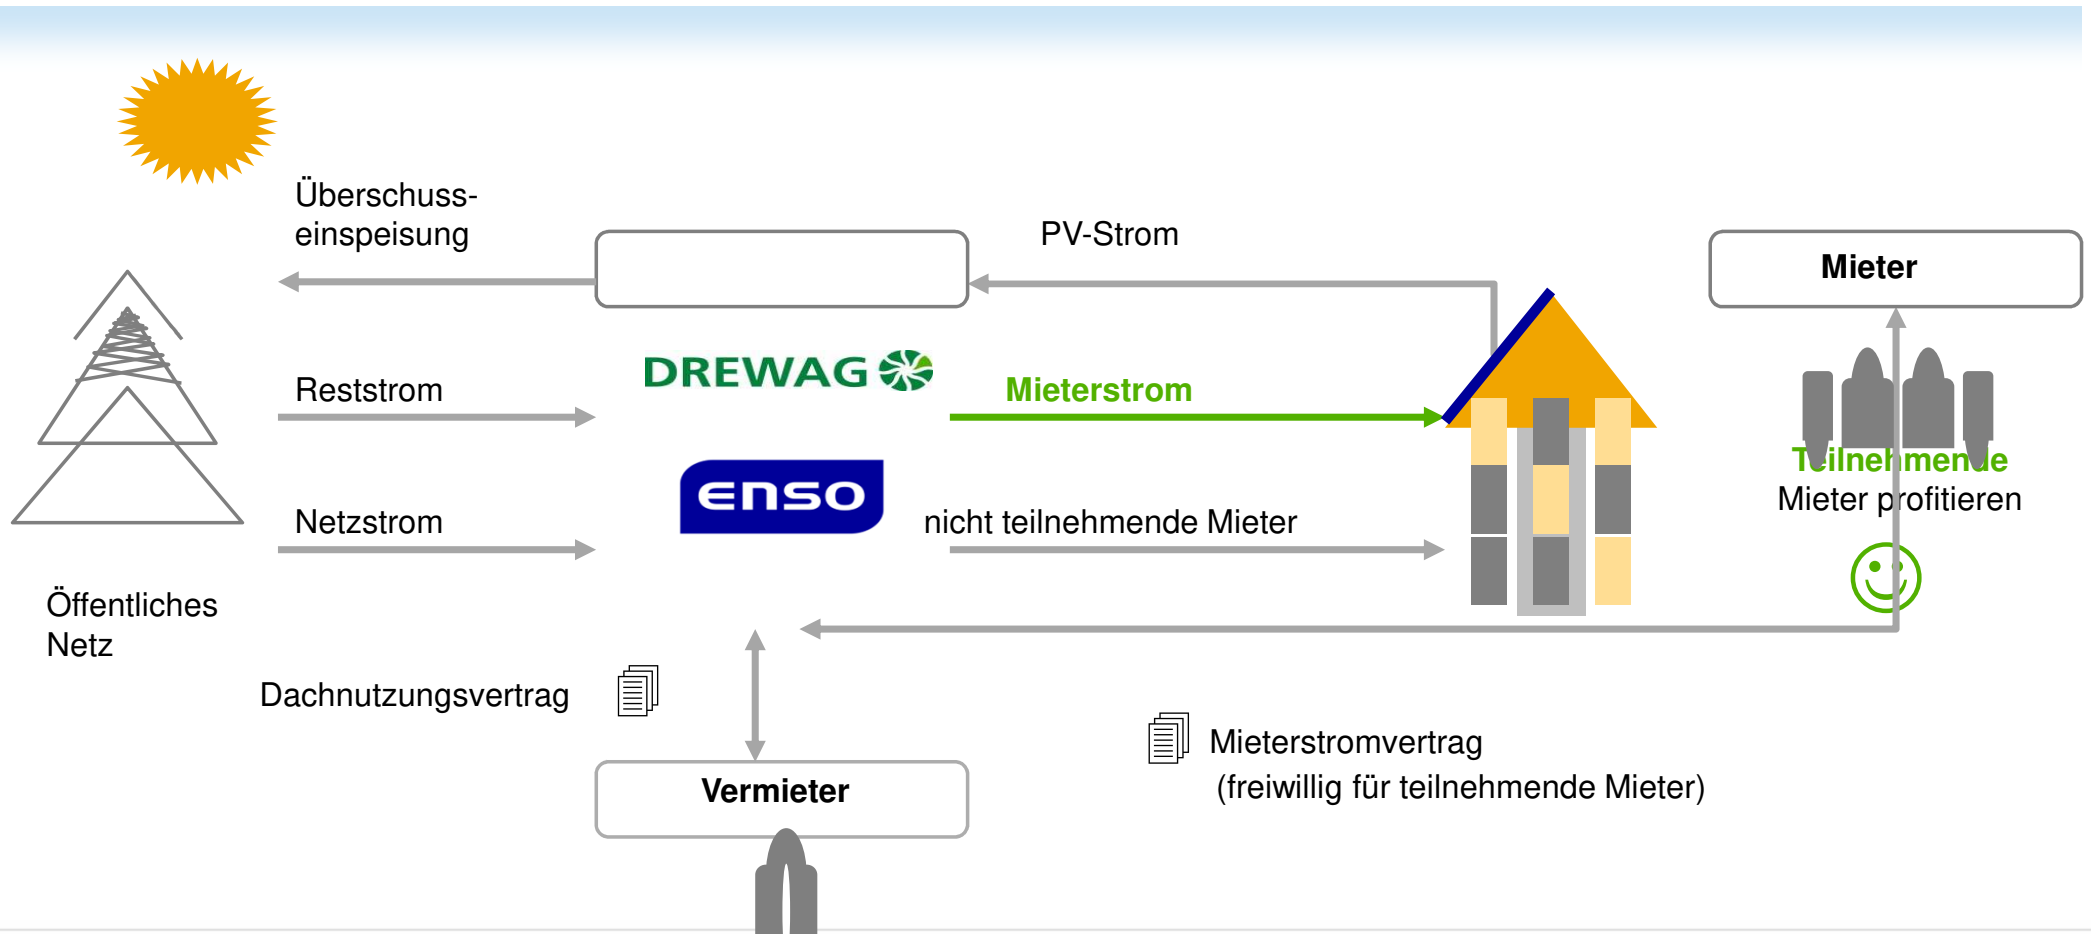 Überschuss-
einspeisung
PV-Strom
Mieter
DREWAG
Reststrom
Mieterstrom
Teilnehmende
Mieter profitieren
enso
Netzstrom
nicht teilnehmende Mieter
Öffentliches
Netz
Dachnutzungsvertrag
Mieterstromvertrag
(freiwillig für teilnehmende Mieter)
Vermieter